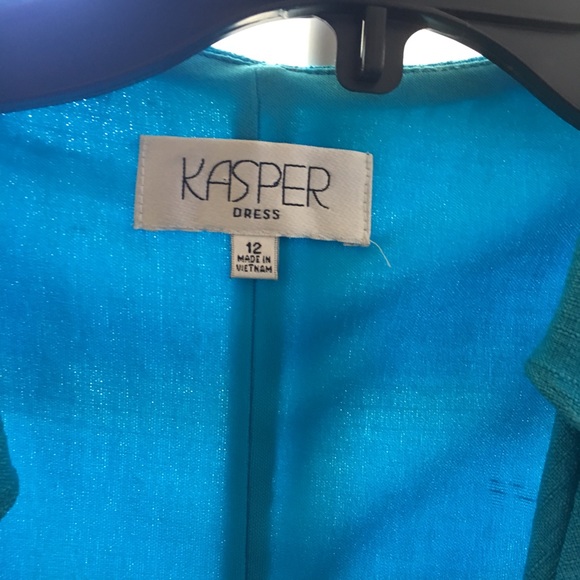 KASPER
DRESS
12
MADE IN
VIETNAM